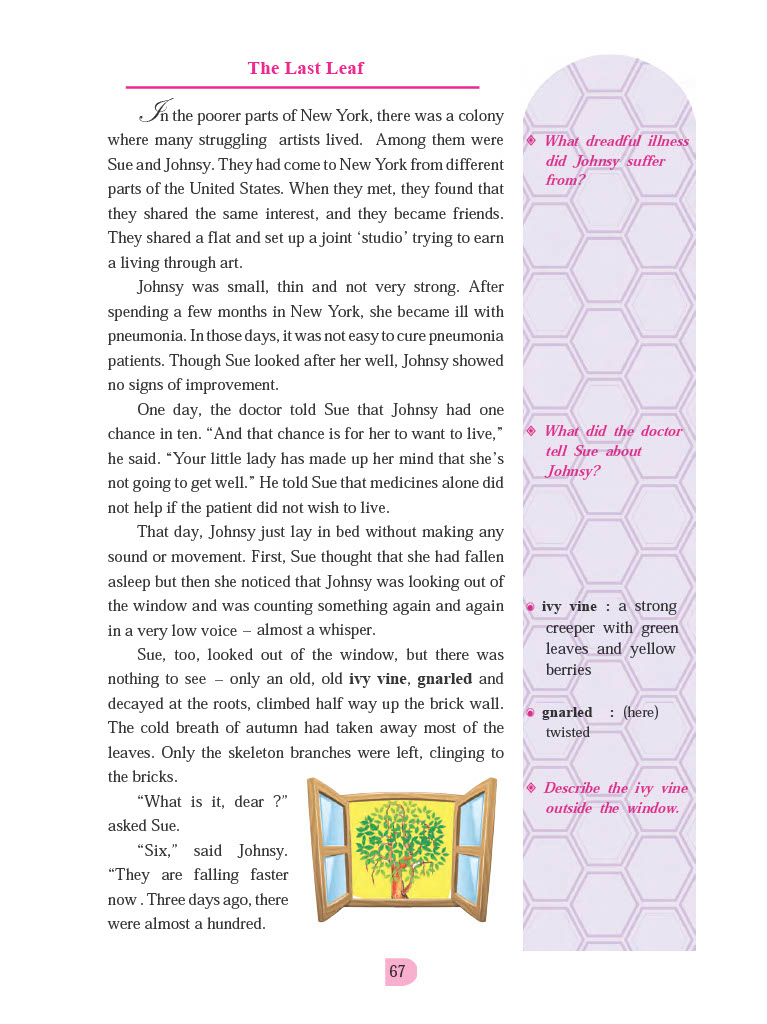 The Last Leaf
In the poorer parts of New York, there was a colony
where many struggling artists lived. Among them were
Sue and Johnsy. They had come to New York from different
parts of the United States. When they met, they found that
they shared the same interest, and they became friends.
They shared a flat and set up a joint ‘studio’ trying to earn
a living through art.
Johnsy was small, thin and not very strong. After
spending a few months in New York, she became ill with
pneumonia. In those days, it was not easy to cure pneumonia
patients. Though Sue looked after her well, Johnsy showed
no signs of improvement.
One day, the doctor told Sue that Johnsy had one
chance in ten. “And that chance is for her to want to live,”
he said. “Your little lady has made up her mind that she’s
not going to get well.” He told Sue that medicines alone did
not help if the patient did not wish to live.
That day, Johnsy just lay in bed without making any
sound or movement. First, Sue thought that she had fallen
asleep but then she noticed that Johnsy was looking out of
the window and was counting something again and again
in a very low voice – almost a whisper.
Sue, too, looked out of the window, but there was
nothing to see – only an old, old ivy vine, gnarled and
decayed at the roots, climbed half way up the brick wall.
The cold breath of autumn had taken away most of the
leaves. Only the skeleton branches were left, clinging to
the bricks.
“What is it, dear ?”
asked Sue.
“Six,” said Johnsy.
“They are falling faster
now . Three days ago, there
were almost a hundred.
What dreadful illness
did Johnsy suffer
from?
What did the doctor
tell Sue about
Johnsy?
ivy vine : a strong
creeper with green
leaves and yellow
berries
gnarled : (here)
twisted
Describe the ivy vine
outside the window.
67